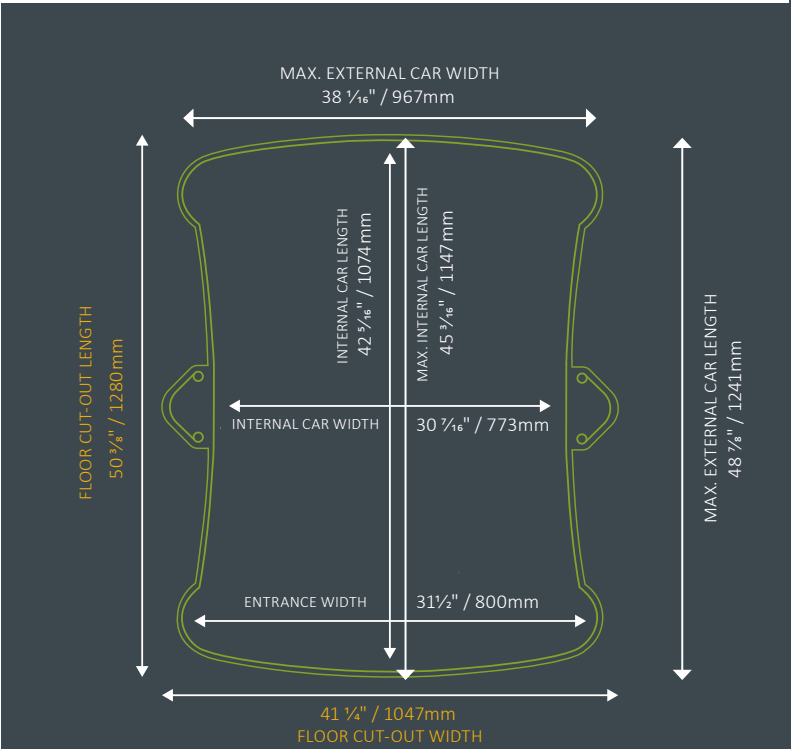 MAX. EXTERNAL CAR WIDTH
38 ¹⁄₁₆" / 967mm
INTERNAL CAR LENGTH
42 ⁵⁄₁₆" / 1074mm
MAX. INTERNAL CAR LENGTH
45 ³⁄₁₆" / 1147mm
FLOOR CUT-OUT LENGTH
50 ³⁄₈" / 1280mm
MAX. EXTERNAL CAR LENGTH
48 ⁷⁄₈" / 1241mm
INTERNAL CAR WIDTH 30 ⁷⁄₁₆" / 773mm
ENTRANCE WIDTH 31½" / 800mm
41 ¼" / 1047mm
FLOOR CUT-OUT WIDTH